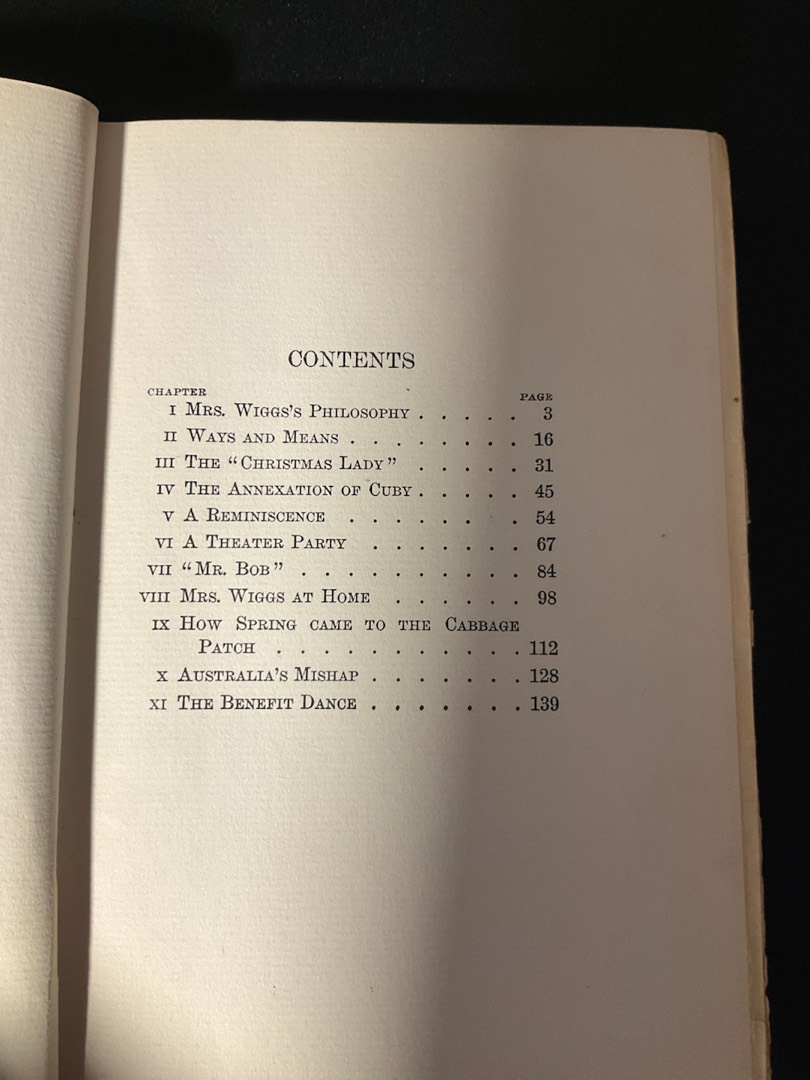 CONTENTS
CHAPTER PAGE
I MRS. WIGGS'S PHILOSOPHY . . . . . 3
II WAYS AND MEANS . . . . . . . . 16
III THE "CHRISTMAS LADY" . . . . . 31
IV THE ANNEXATION OF CUBY . . . . . 45
V A REMINISCENCE . . . . . . . 54
VI A THEATER PARTY . . . . . . . 67
VII "MR. BOB" . . . . . . . . . . 84
VIII MRS. WIGGS AT HOME . . . . . . 98
IX HOW SPRING CAME TO THE CABBAGE
PATCH . . . . . . . . . . . 112
X AUSTRALIA'S MISHAP . . . . . . . 128
XI THE BENEFIT DANCE . . . . . . . 139